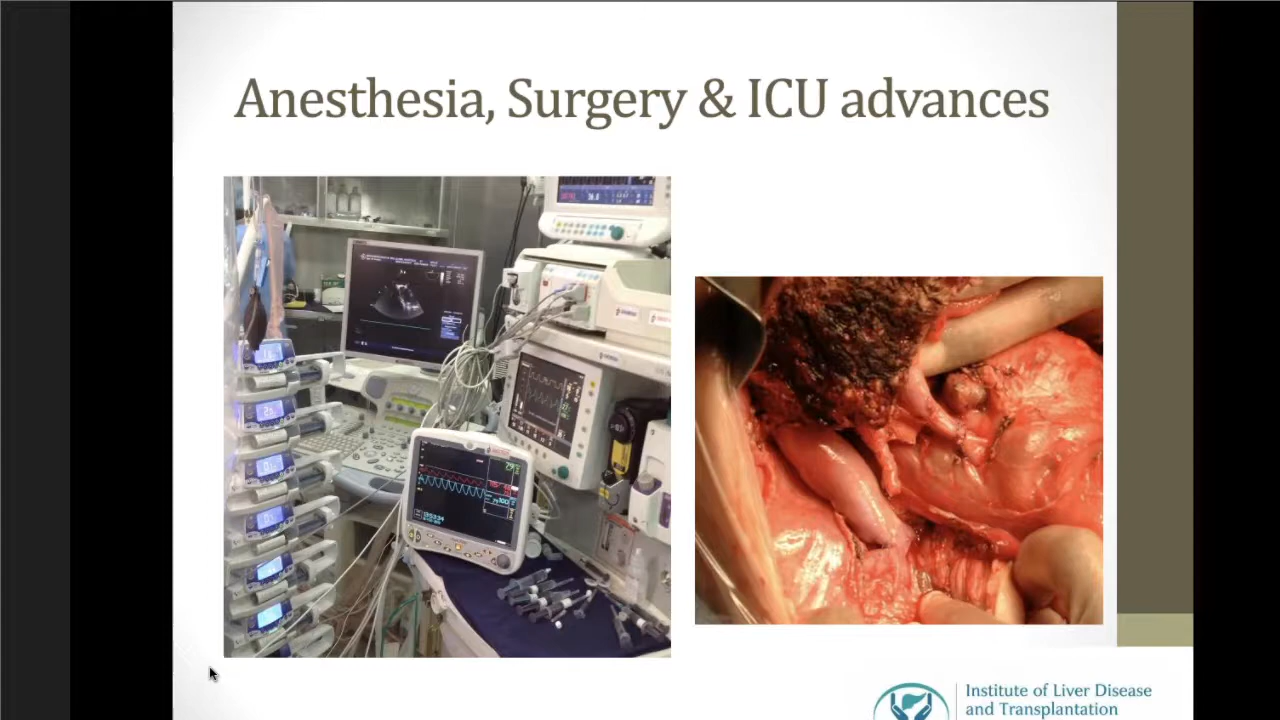 Anesthesia, Surgery & ICU advances
Institute of Liver Disease
and Transplantation